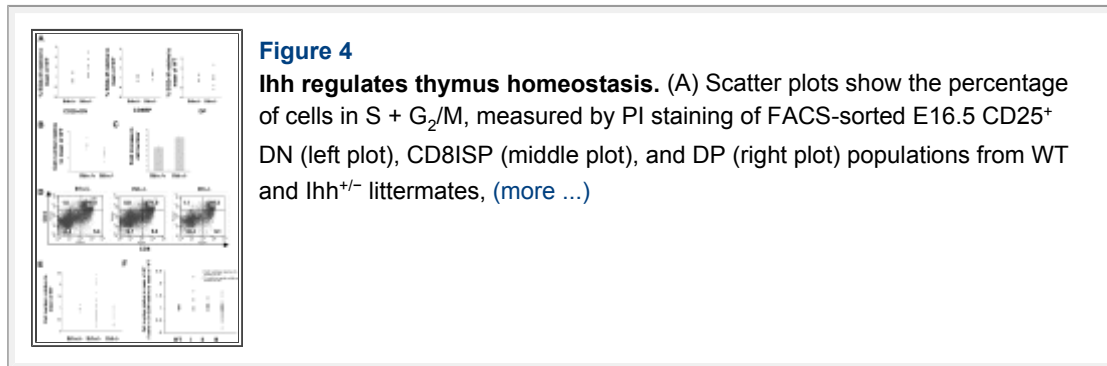 Figure 4
Ihh regulates thymus homeostasis. (A) Scatter plots show the percentage
of cells in S + G₂/M, measured by PI staining of FACS-sorted E16.5 CD25⁺
DN (left plot), CD8ISP (middle plot), and DP (right plot) populations from WT
and Ihh⁺/⁻ littermates, (more ...)